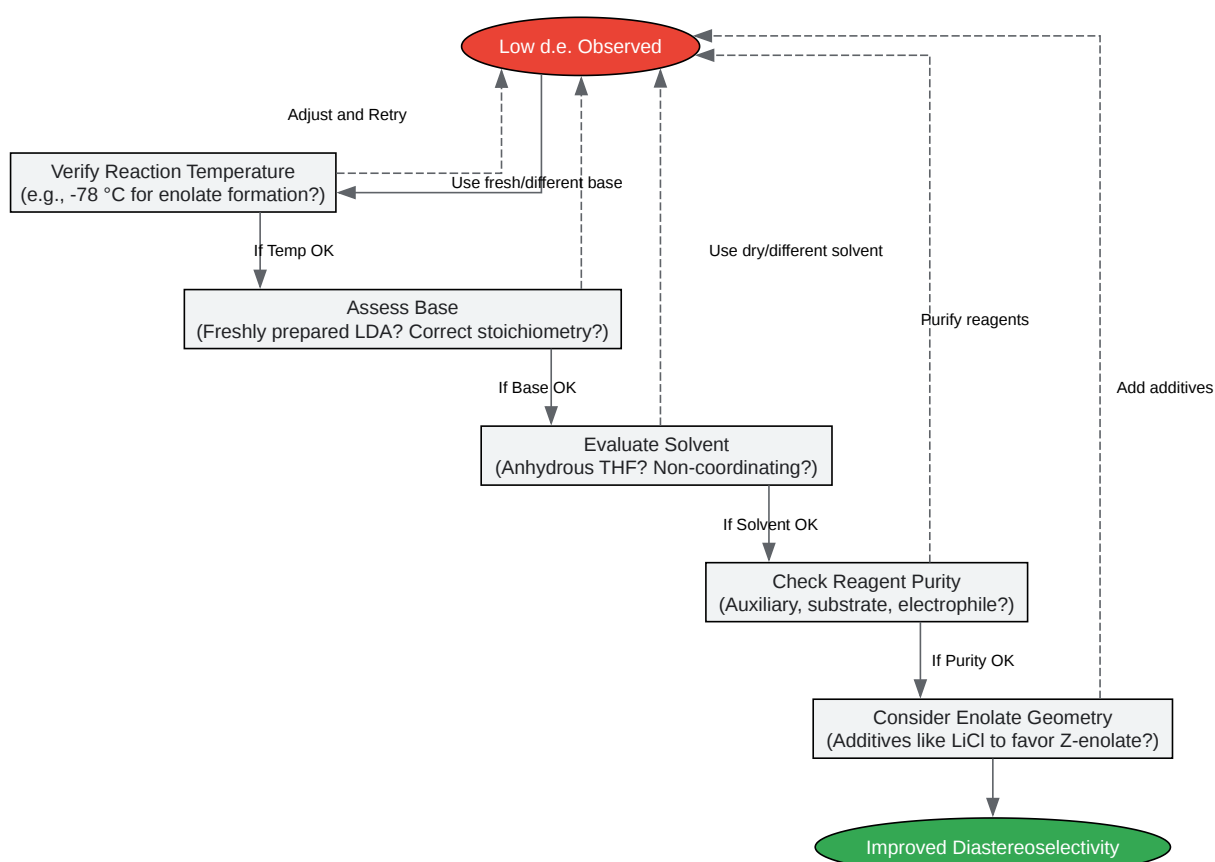 Low d.e. Observed
Adjust and Retry
Verify Reaction Temperature
(e.g., -78 °C for enolate formation?)
Use fresh/different base
If Temp OK
Use dry/different solvent
Assess Base
(Freshly prepared LDA? Correct stoichiometry?)
Purify reagents
If Base OK
Add additives
Evaluate Solvent
(Anhydrous THF? Non-coordinating?)
If Solvent OK
Check Reagent Purity
(Auxiliary, substrate, electrophile?)
If Purity OK
Consider Enolate Geometry
(Additives like LiCl to favor Z-enolate?)
Improved Diastereoselectivity